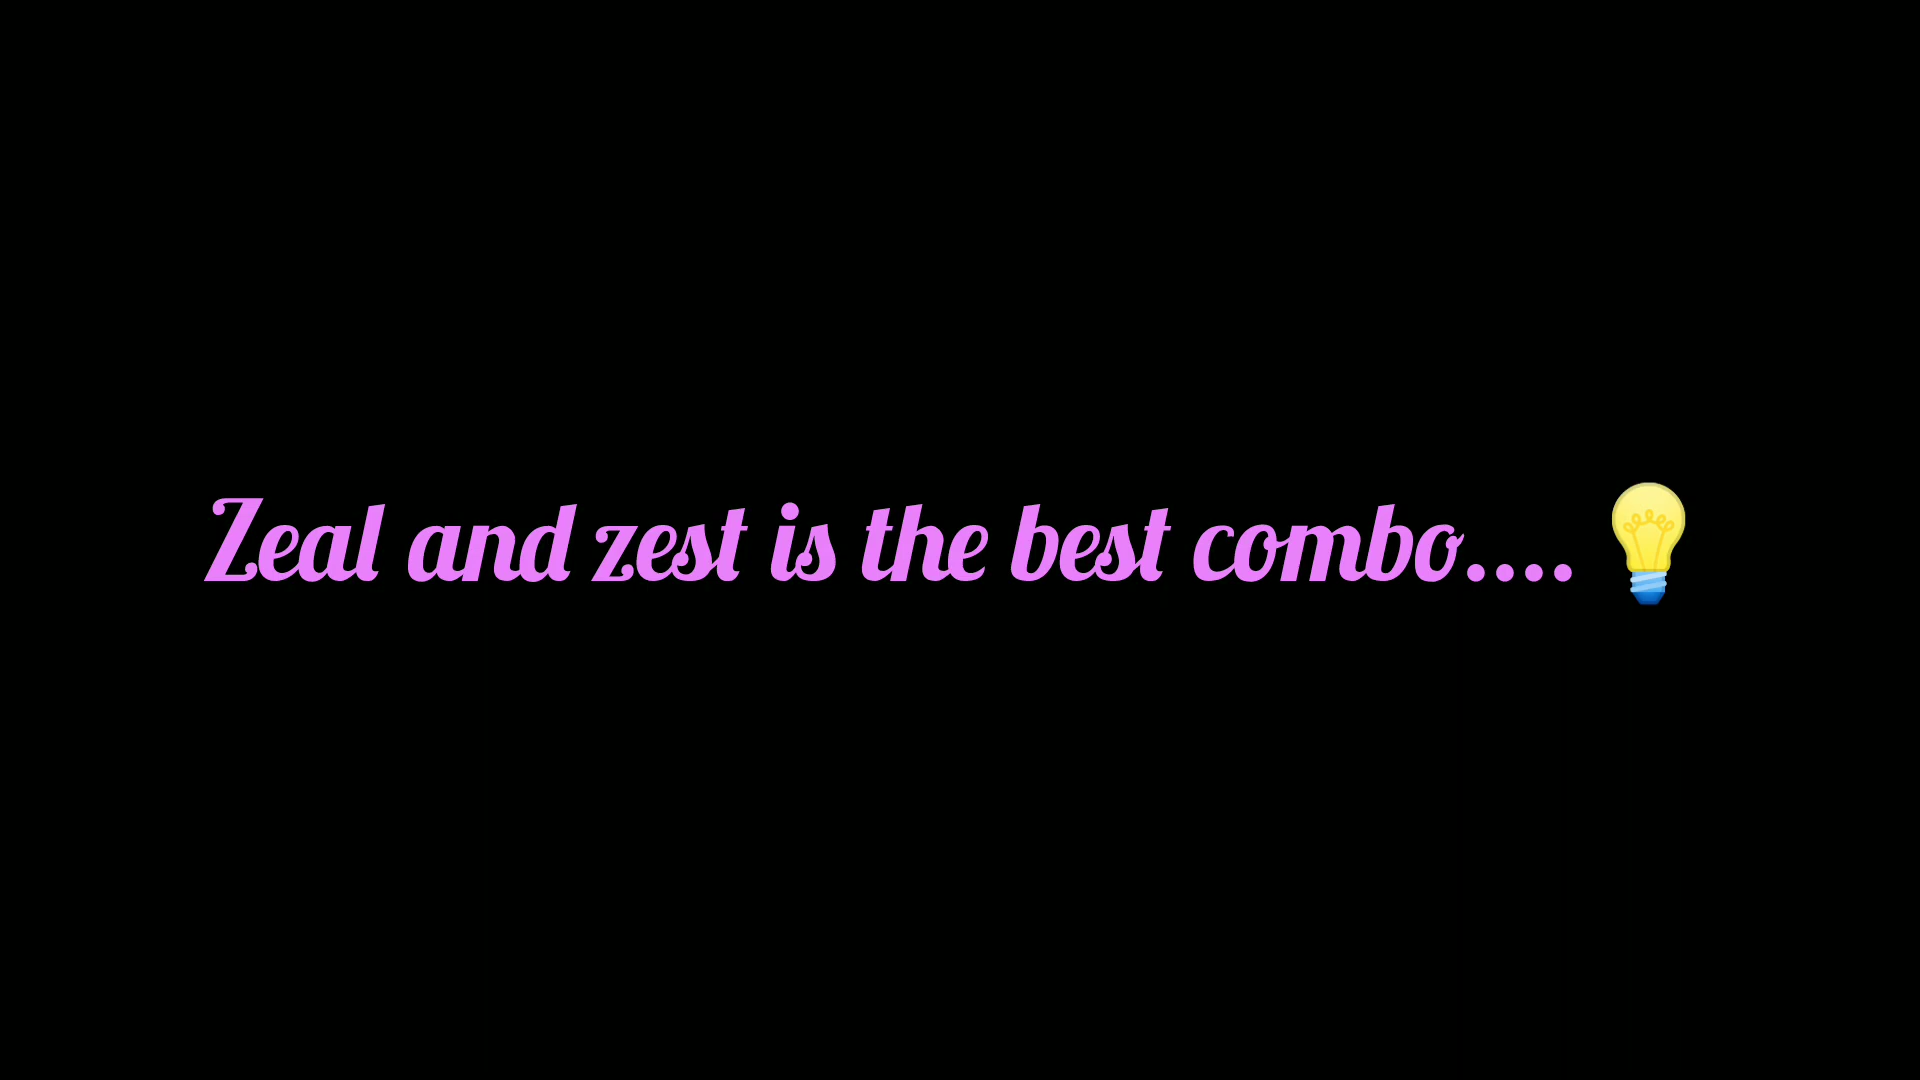 Zeal and zest is the best combo....💡